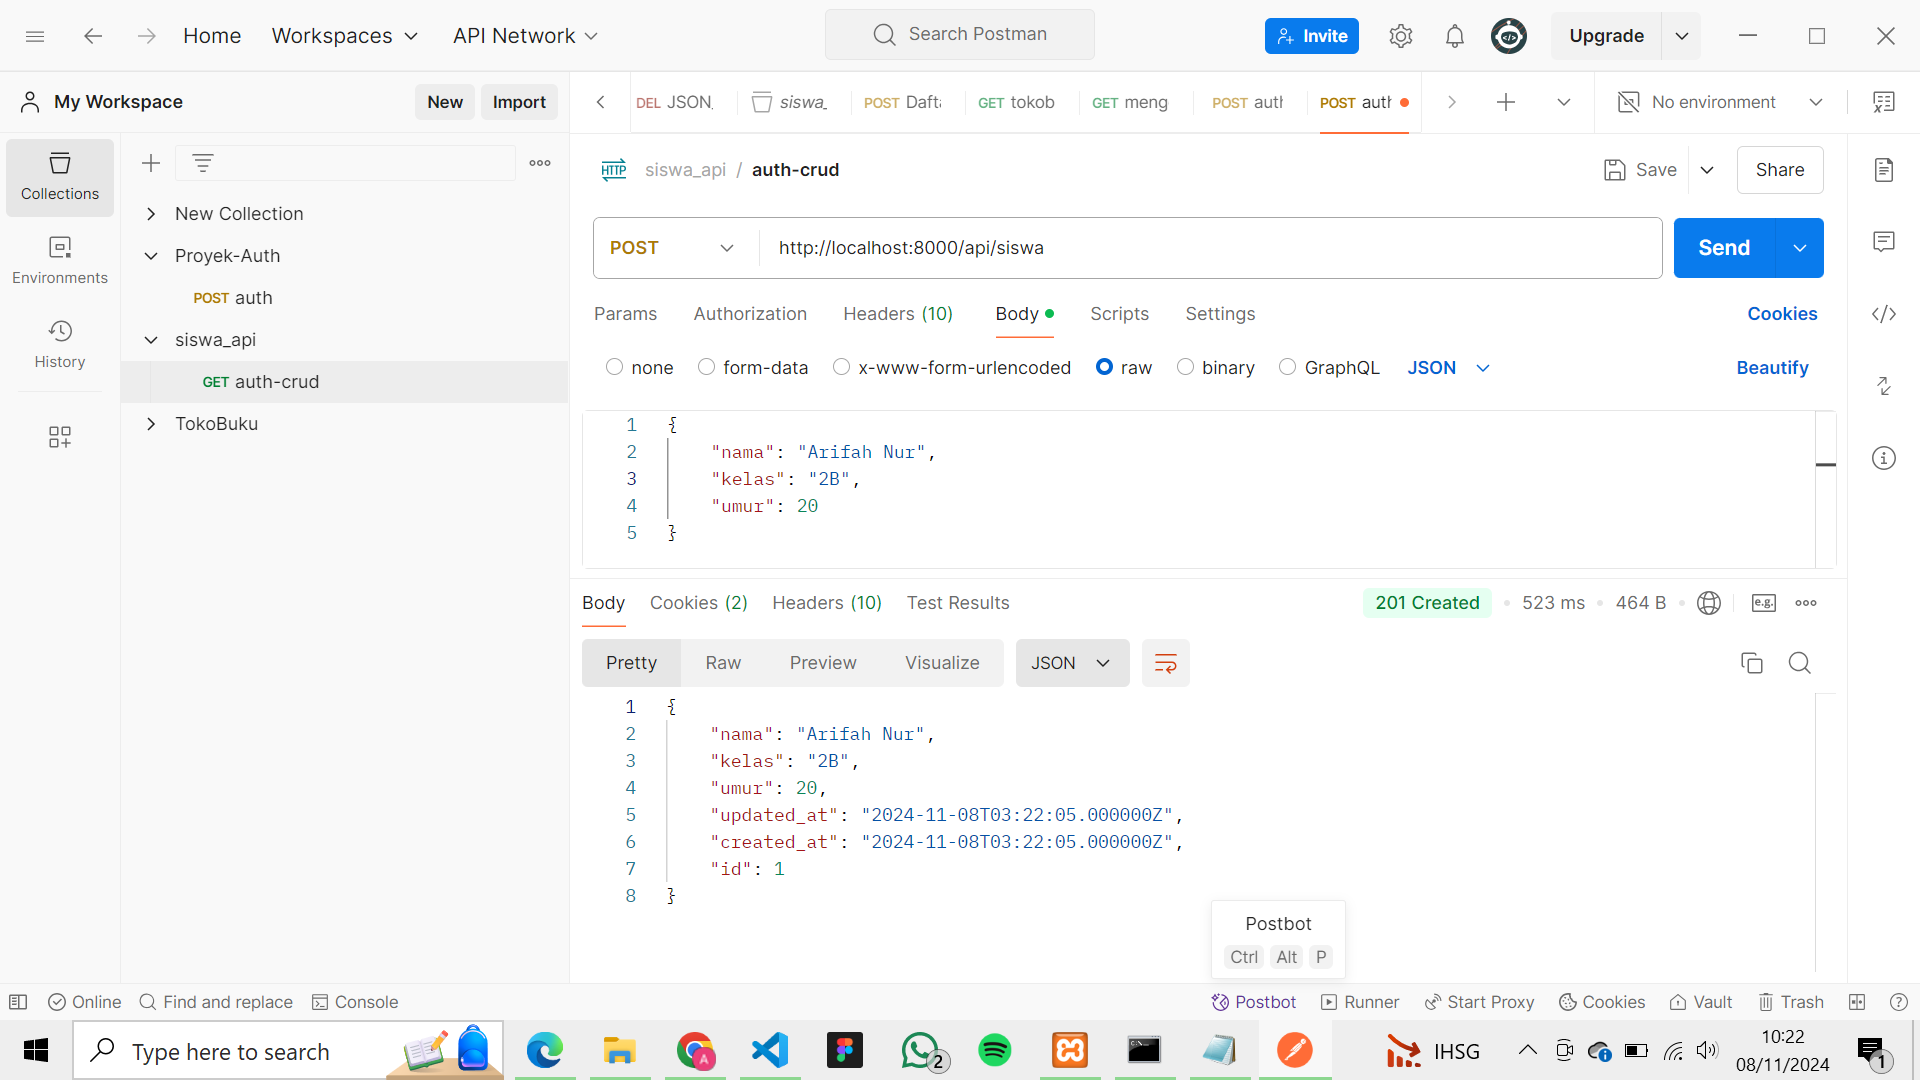 Home
Workspaces
API Network
Search Postman
Invite
Upgrade
My Workspace
New
Import
DEL JSON
siswa_
POST Dafta
GET tokob
GET meng
POST auth
POST auth
No environment
Collections
Environments
History
New Collection
Proyek-Auth
POST auth
siswa_api
GET auth-crud
TokoBuku
HTTP siswa_api / auth-crud
Save
Share
POST
http://localhost:8000/api/siswa
Send
Params
Authorization
Headers (10)
Body
Scripts
Settings
Cookies
none
form-data
x-www-form-urlencoded
raw
binary
GraphQL
JSON
Beautify
1 {
2 "nama": "Arifah Nur",
3 "kelas": "2B",
4 "umur": 20
5 }
Body
Cookies (2)
Headers (10)
Test Results
201 Created
523 ms
464 B
e.g.
Pretty
Raw
Preview
Visualize
JSON
1 {
2 "nama": "Arifah Nur",
3 "kelas": "2B",
4 "umur": 20,
5 "updated_at": "2024-11-08T03:22:05.000000Z",
6 "created_at": "2024-11-08T03:22:05.000000Z",
7 "id": 1
8 }
Postbot
Ctrl Alt P
Online
Find and replace
Console
Postbot
Runner
Start Proxy
Cookies
Vault
Trash
Type here to search
A
2
IHSG
10:22
08/11/2024
1